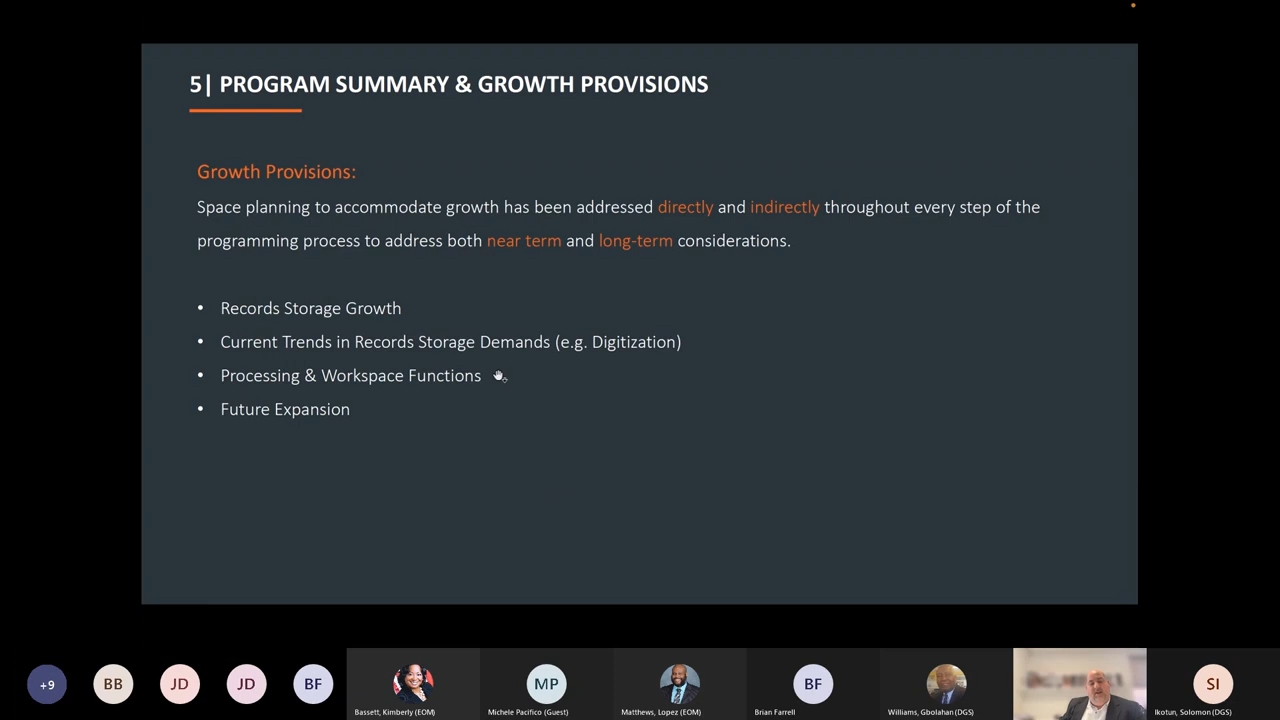 5| PROGRAM SUMMARY & GROWTH PROVISIONS
Growth Provisions:
Space planning to accommodate growth has been addressed directly and indirectly throughout every step of the
programming process to address both near term and long-term considerations.
• Records Storage Growth
• Current Trends in Records Storage Demands (e.g. Digitization)
• Processing & Workspace Functions
• Future Expansion
+9
BB
JD
JD
BF
MP
BF
SI
Bassett, Kimberly (EOM)
Michele Pacifico (Guest)
Matthews, Lopez (EOM)
Brian Farrell
Williams, Gbolahan (DGS)
Ikotun, Solomon (DGS)